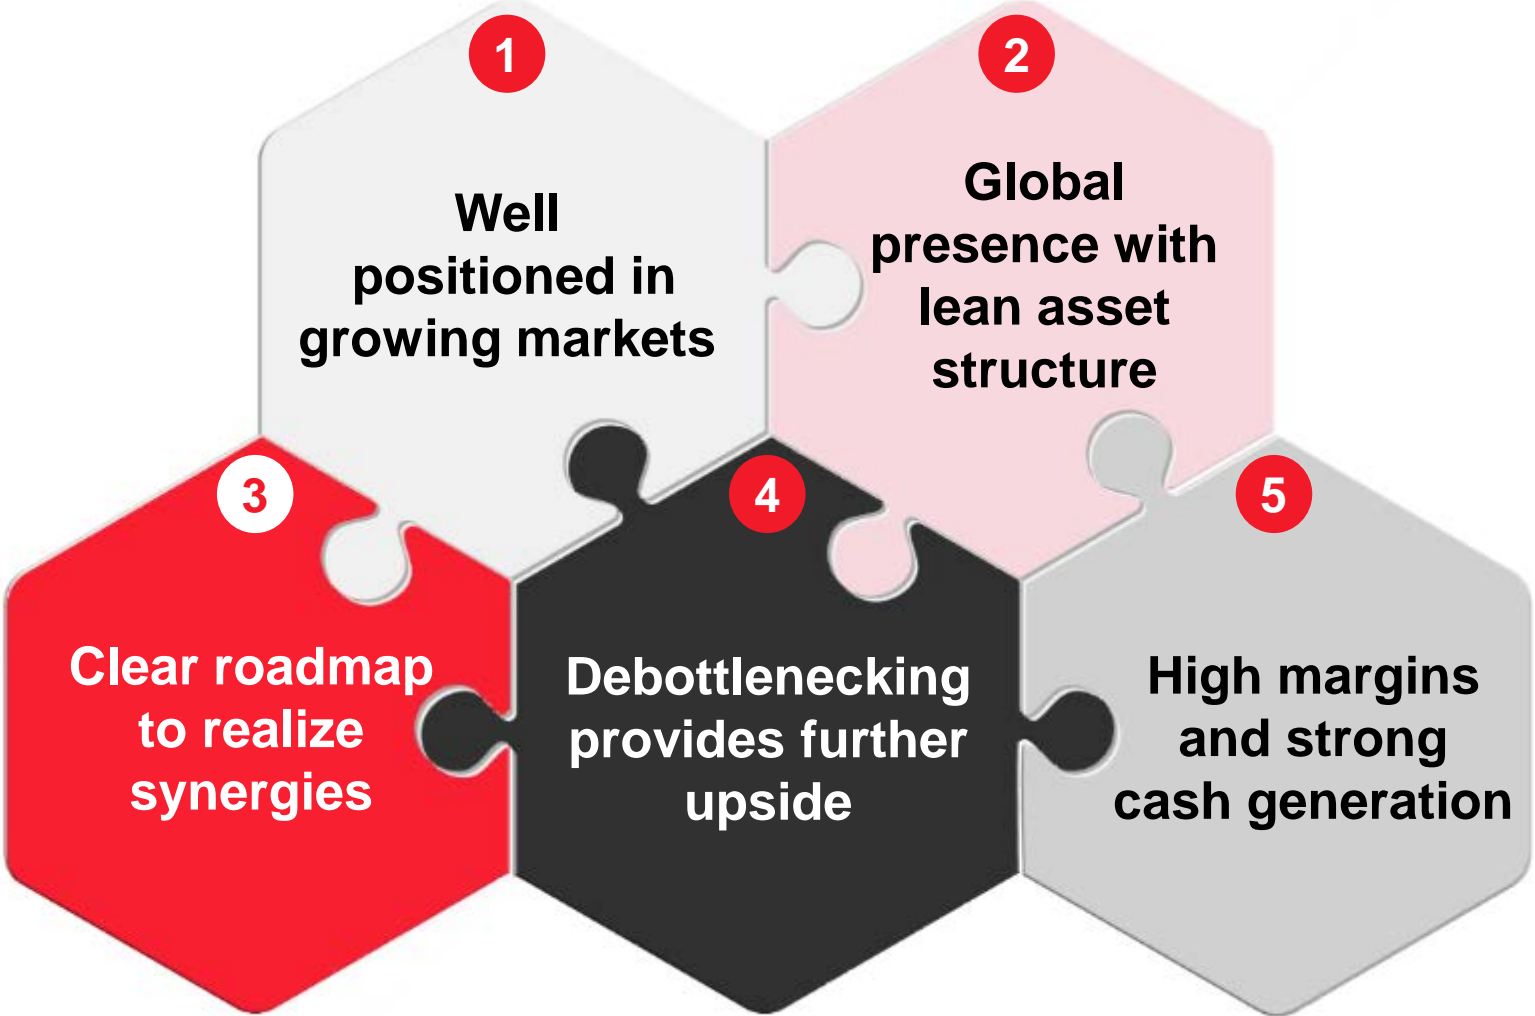 1
Well
positioned in
growing markets
2
Global
presence with
lean asset
structure
3
Clear roadmap
to realize
synergies
4
Debottlenecking
provides further
upside
5
High margins
and strong
cash generation